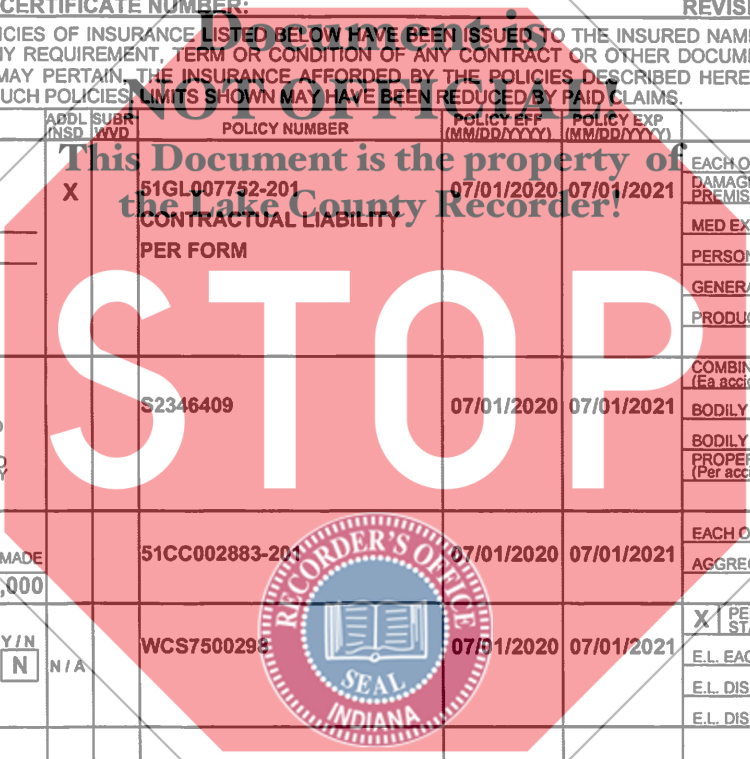 CERTIFICATE NUMBER: REVISI
Document is
CIES OF INSURANCE LISTED BELOW HAVE BEEN ISSUED TO THE INSURED NAM
NY REQUIREMENT, TERM OR CONDITION OF ANY CONTRACT OR OTHER DOCUM
NOT OFFICIAL!
MAY PERTAIN, THE INSURANCE AFFORDED BY THE POLICIES DESCRIBED HERE
UCH POLICIES. LIMITS SHOWN MAY HAVE BEEN REDUCED BY PAID CLAIMS.
ADDL SUBR POLICY EFF POLICY EXP
INSD WVD POLICY NUMBER (MM/DD/YYYY) (MM/DD/YYYY)
This Document is the property of
the Lake County Recorder!
EACH O
X 51GL007752-201 07/01/2020 07/01/2021 DAMAG
PREMIS
CONTRACTUAL LIABILITY MED EX
PER FORM PERSON
GENERA
PRODUC
STOP
COMBIN
(Ea accid
S2346409 07/01/2020 07/01/2021 BODILY
BODILY
PROPER
(Per acc
EACH O
MADE 51CC002883-201 07/01/2020 07/01/2021 AGGREG
,000
RECORDER'S OFFICE
SEAL
INDIANA
X PE
STA
Y/N WCS7500298 07/01/2020 07/01/2021
N N/A E.L. EAC
E.L. DIS
E.L. DIS